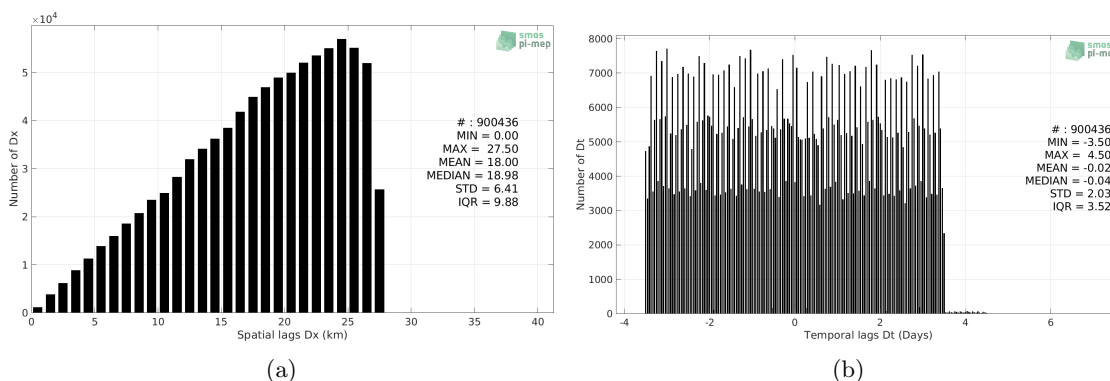 ×10⁴
5
4
3
2
1
0
0 5 10 15 20 25 30 35 40
Number of Dx
Spatial lags Dx (km)
smos
pi-mep
# : 900436
MIN = 0.00
MAX = 27.50
MEAN = 18.00
MEDIAN = 18.98
STD = 6.41
IQR = 9.88
(a)
8000
7000
6000
5000
4000
3000
2000
1000
0
-4 -2 0 2 4 6
Number of Dt
Temporal lags Dt (Days)
smos
# : 900436
MIN = -3.50
MAX = 4.50
MEAN = -0.02
MEDIAN = -0.04
STD = 2.03
IQR = 3.52
(b)